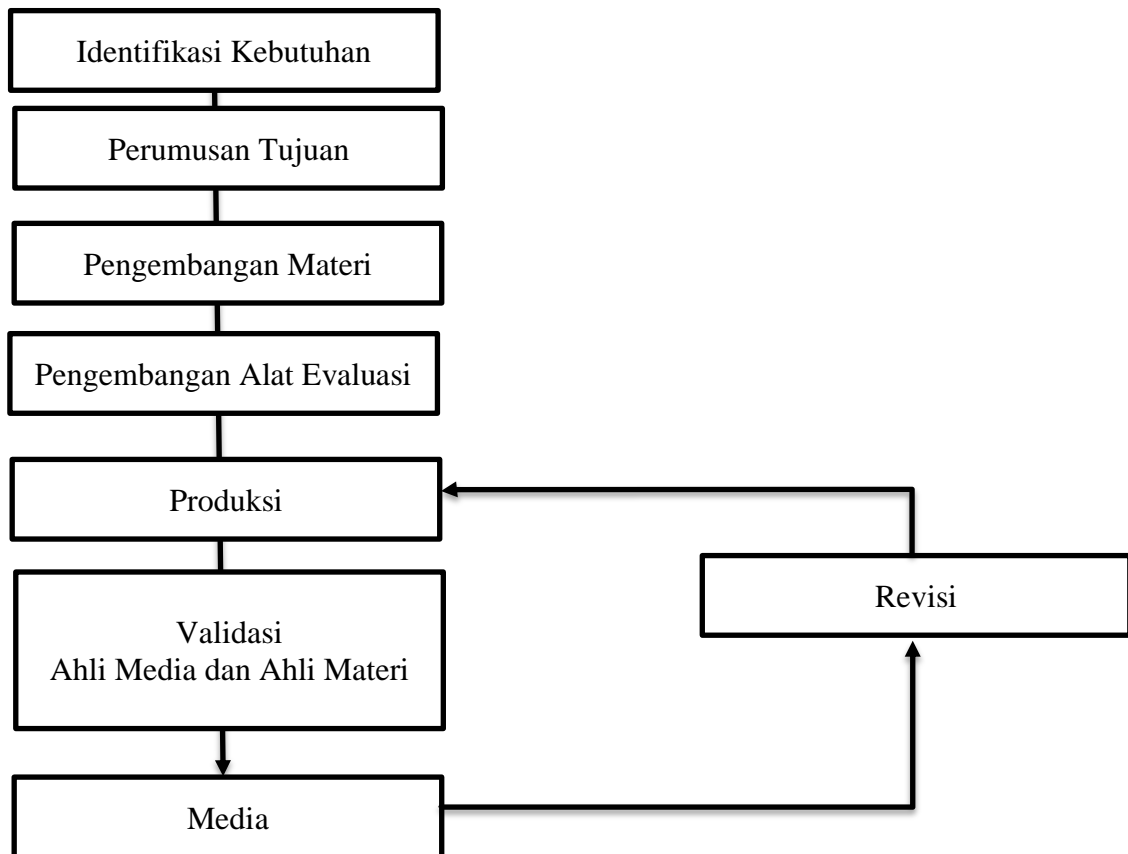 Identifikasi Kebutuhan
Perumusan Tujuan
Pengembangan Materi
Pengembangan Alat Evaluasi
Produksi
Revisi
Validasi
Ahli Media dan Ahli Materi
Media